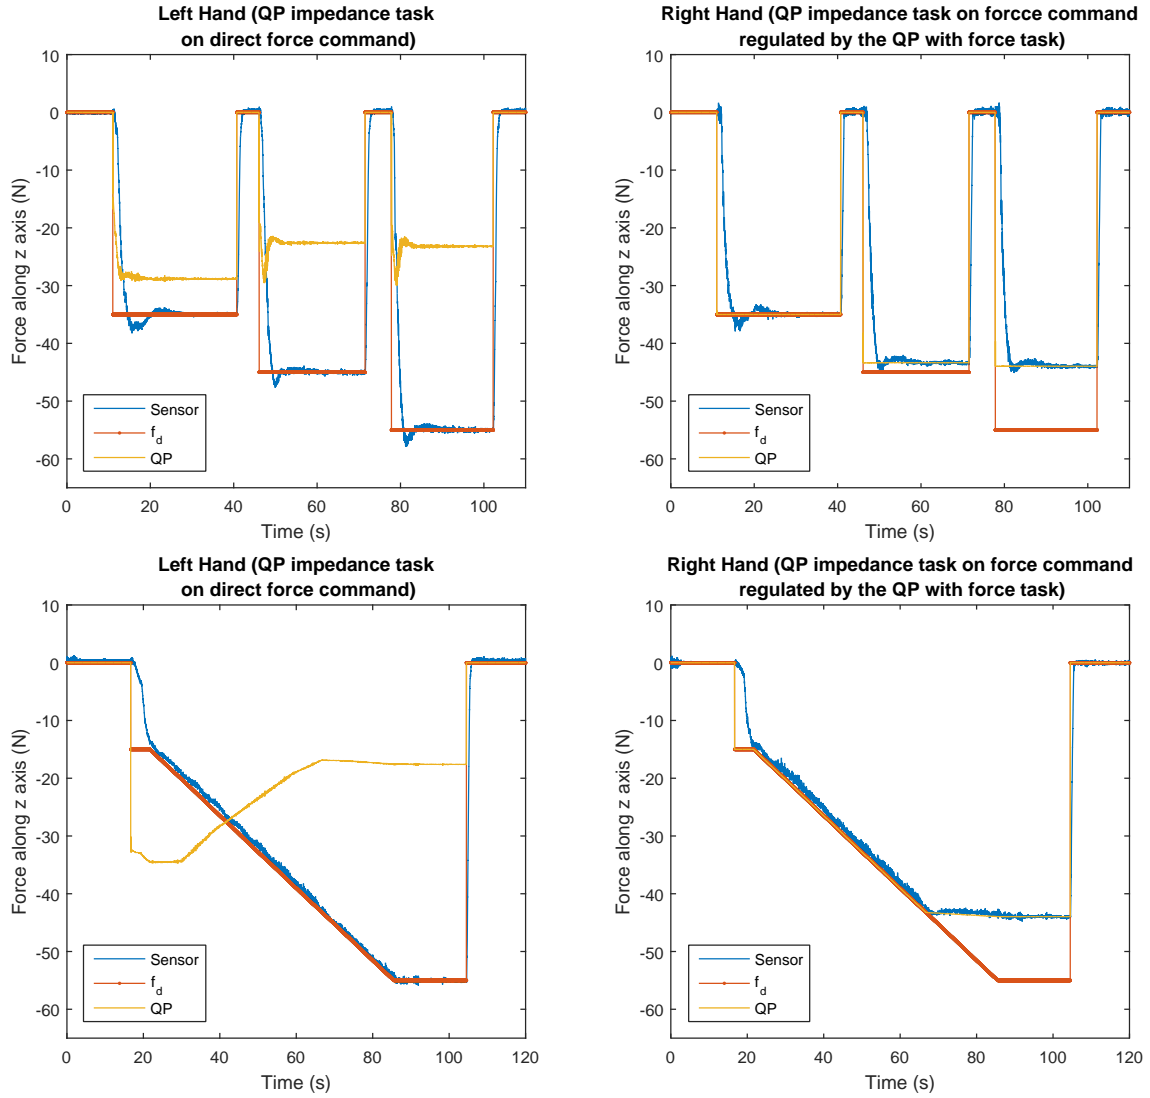 Left Hand (QP impedance task
on direct force command)
10
0
-10
-20
-30
-40
-50
-60
Force along z axis (N)
Sensor
f_d
QP
0 20 40 60 80 100
Time (s)
Right Hand (QP impedance task on forcce command
regulated by the QP with force task)
10
0
-10
-20
-30
-40
-50
-60
Force along z axis (N)
Sensor
f_d
QP
0 20 40 60 80 100
Time (s)
Left Hand (QP impedance task
on direct force command)
10
0
-10
-20
-30
-40
-50
-60
Force along z axis (N)
Sensor
f_d
QP
0 20 40 60 80 100 120
Time (s)
Right Hand (QP impedance task on force command
regulated by the QP with force task)
10
0
-10
-20
-30
-40
-50
-60
Force along z axis (N)
Sensor
f_d
QP
0 20 40 60 80 100 120
Time (s)